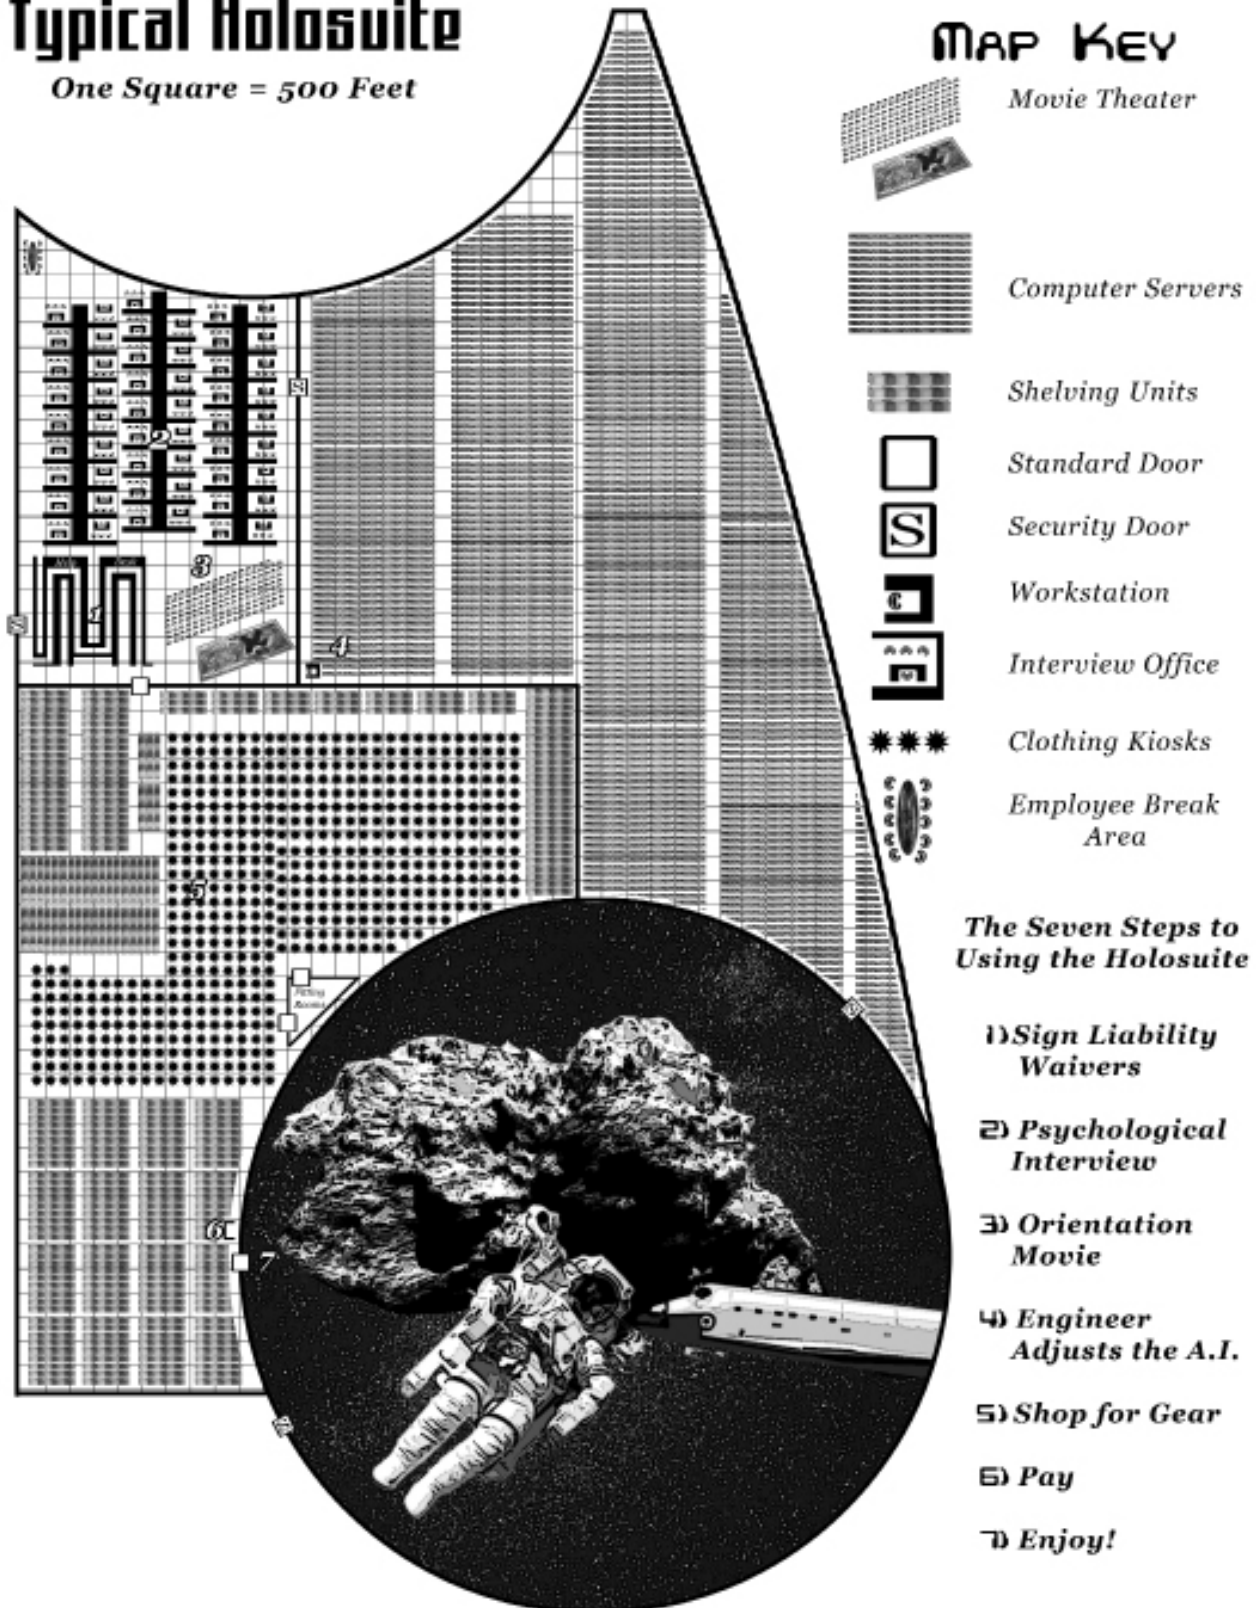 Typical Holosuite
One Square = 500 Feet
Map Key
Movie Theater
Computer Servers
Shelving Units
Standard Door
S
Security Door
Workstation
Interview Office
Clothing Kiosks
Employee Break
Area
The Seven Steps to
Using the Holosuite
1) Sign Liability
Waivers
2) Psychological
Interview
3) Orientation
Movie
4) Engineer
Adjusts the A.I.
5) Shop for Gear
6) Pay
7) Enjoy!
S
2
3
1
S
4
5
Fitting
Rooms
S
6
7
S